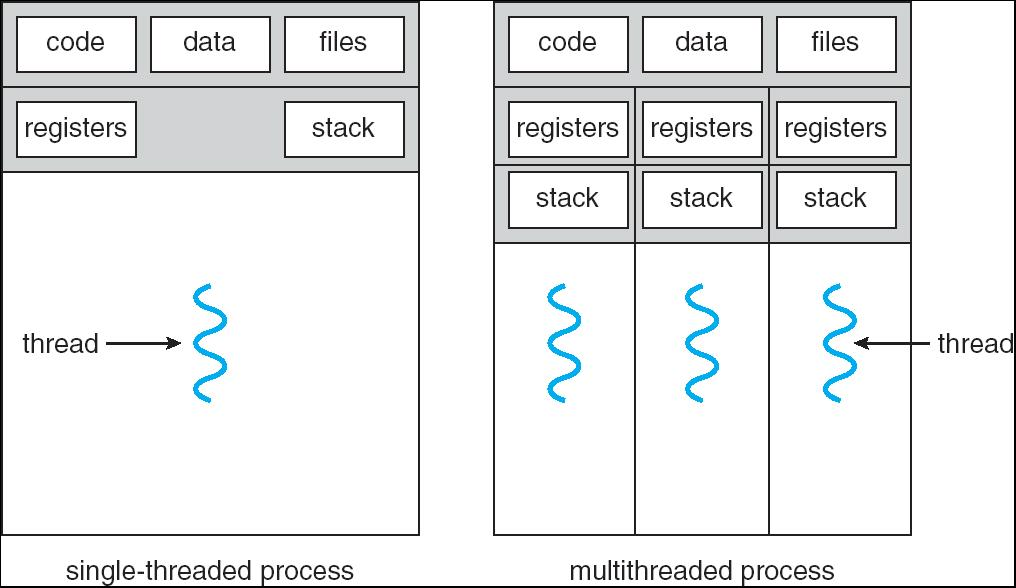 code data files
registers stack
thread
single-threaded process
code data files
registers registers registers
stack stack stack
thread
multithreaded process